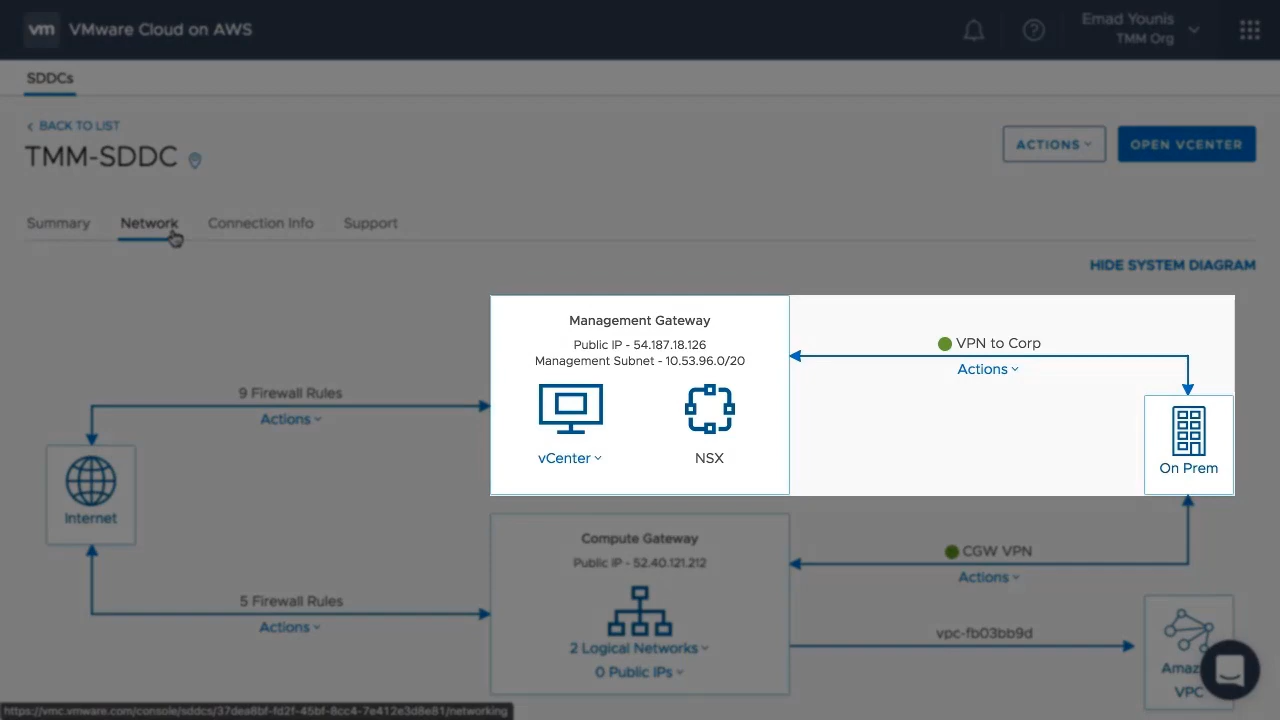 vm VMware Cloud on AWS
Emad Younis
TMM Org
SDDCs
BACK TO LIST
TMM-SDDC
ACTIONS
OPEN VCENTER
Summary
Network
Connection Info
Support
HIDE SYSTEM DIAGRAM
Management Gateway
Public IP - 54.187.18.126
Management Subnet - 10.53.96.0/20
vCenter
NSX
VPN to Corp
Actions
On Prem
9 Firewall Rules
Actions
Internet
5 Firewall Rules
Actions
Compute Gateway
Public IP - 52.40.121.212
2 Logical Networks
0 Public IPs
CGW VPN
Actions
vpc-fb03bb9d
VPC
https://vmc.vmware.com/console/sddcs/37dea8bf-fd2f-45bf-8cc4-7e412e3d8e81/networking